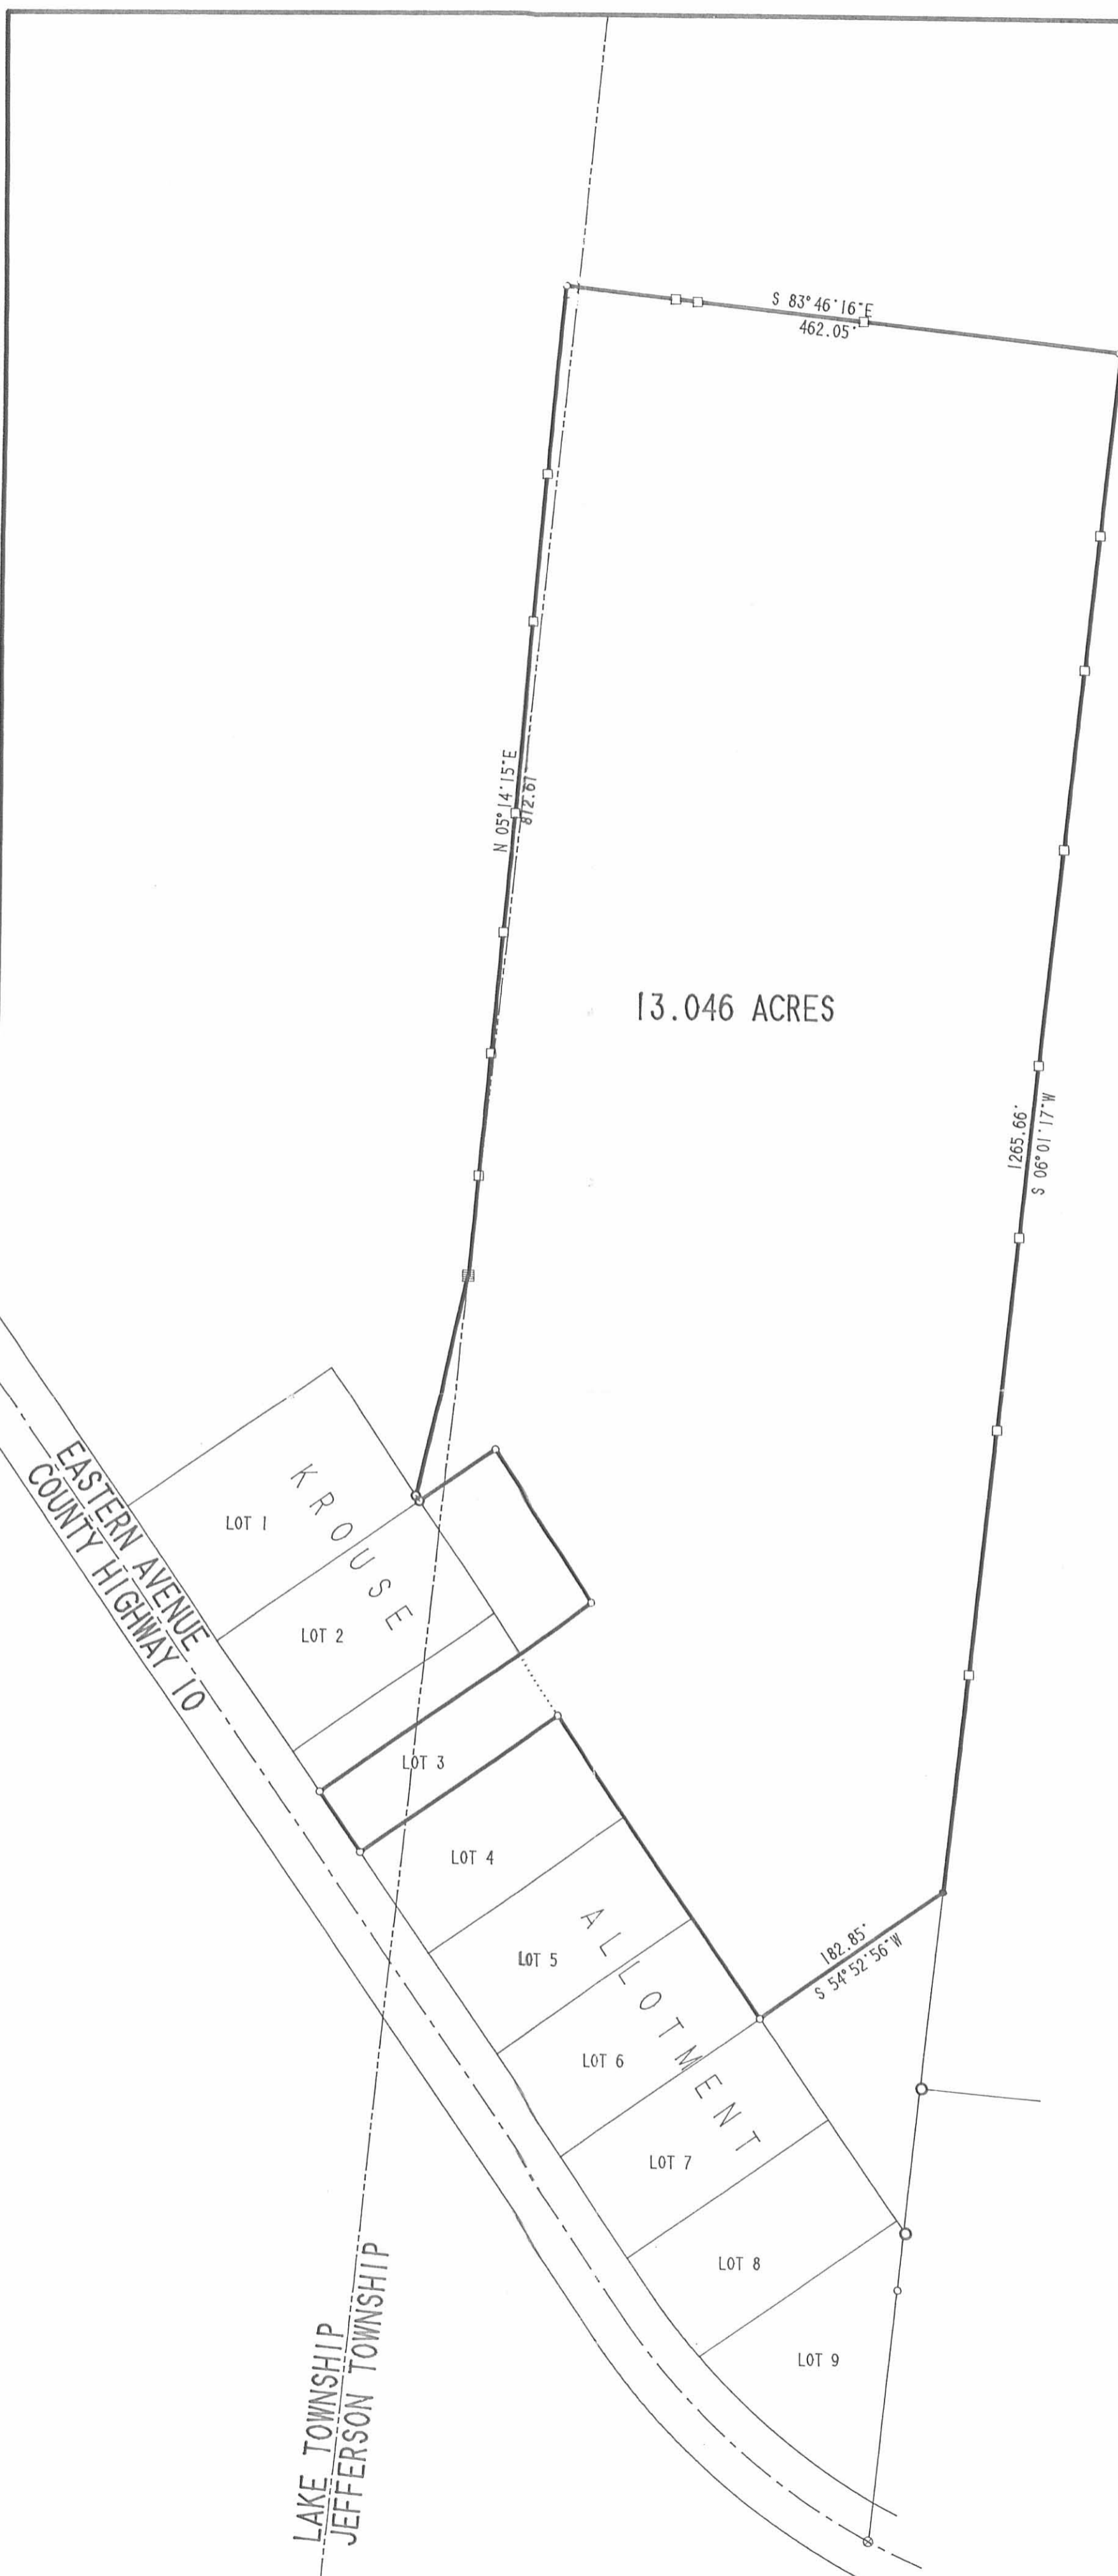 S 83°46'16"E
462.05'
N 05°14'15"E
812.67'
13.046 ACRES
1265.66'
S 06°01'17"W
EASTERN AVENUE
COUNTY HIGHWAY 10
KROUSE
LOT 1
LOT 2
LOT 3
LOT 4
ALLOTMENT
LOT 5
182.85'
S 54°52'56"W
LOT 6
LOT 7
LOT 8
LOT 9
LAKE TOWNSHIP
JEFFERSON TOWNSHIP